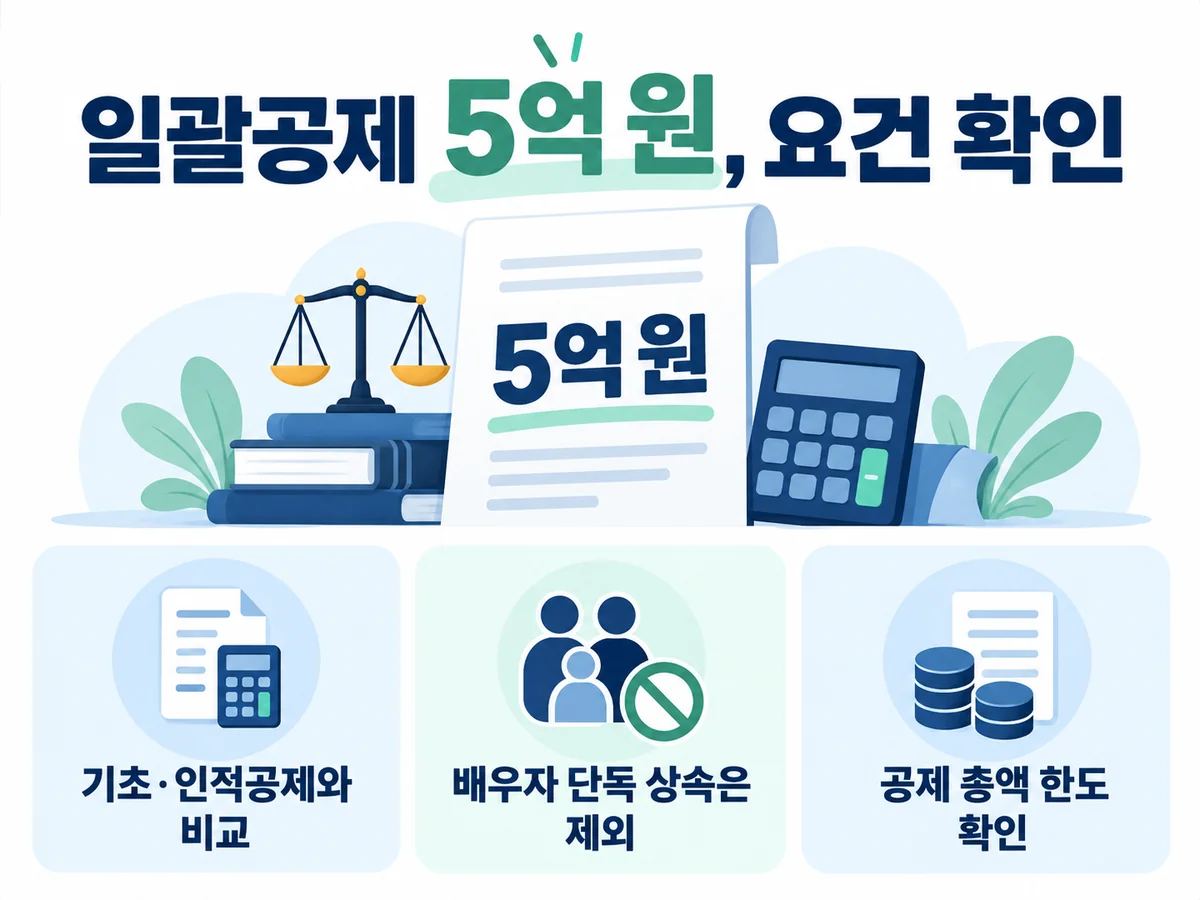 일괄공제 5억 원, 요건 확인
5억 원
기초·인적공제와
비교
배우자 단독 상속은
제외
공제 총액 한도
확인